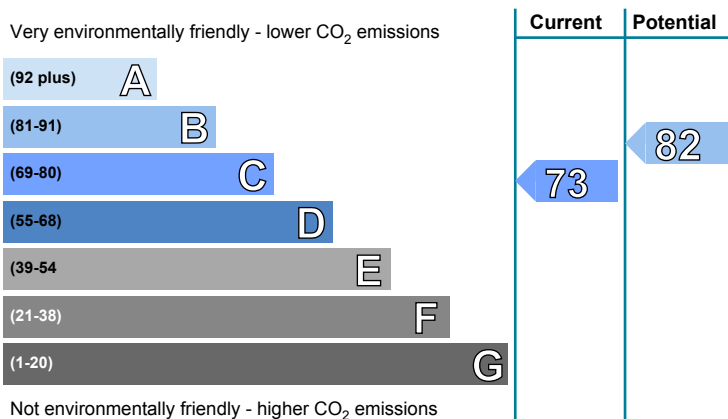 Current Potential
Very environmentally friendly - lower CO2 emissions
(92 plus) A
(81-91) B
82
(69-80) C
73
(55-68) D
(39-54 E
(21-38) F
(1-20) G
Not environmentally friendly - higher CO2 emissions